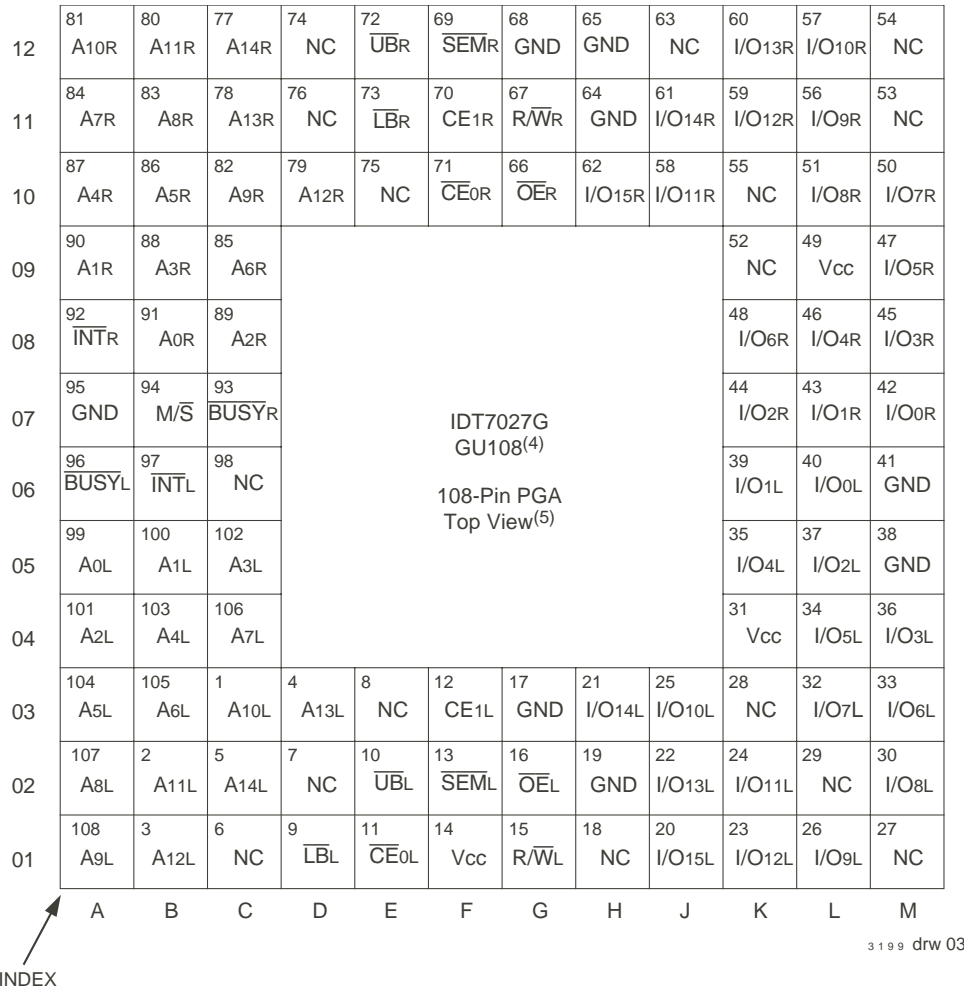 81 80 77 74 72 69 68 65 63 60 57 54
12 A10R A11R A14R NC UBR SEMR GND GND NC I/O13R I/O10R NC
84 83 78 76 73 70 67 64 61 59 56 53
11 A7R A8R A13R NC LBR CE1R R/WR GND I/O14R I/O12R I/O9R NC
87 86 82 79 75 71 66 62 58 55 51 50
10 A4R A5R A9R A12R NC CE0R OER I/O15R I/O11R NC I/O8R I/O7R
90 88 85 52 49 47
09 A1R A3R A6R NC Vcc I/O5R
92 91 89 48 46 45
08 INTR A0R A2R I/O6R I/O4R I/O3R
95 94 93 44 43 42
07 GND M/S BUSYR I/O2R I/O1R I/O0R
IDT7027G
GU108(4)
96 97 98 39 40 41
06 BUSYL INTL NC I/O1L I/O0L GND
108-Pin PGA
Top View(5)
99 100 102 35 37 38
05 A0L A1L A3L I/O4L I/O2L GND
101 103 106 31 34 36
04 A2L A4L A7L Vcc I/O5L I/O3L
104 105 1 4 8 12 17 21 25 28 32 33
03 A5L A6L A10L A13L NC CE1L GND I/O14L I/O10L NC I/O7L I/O6L
107 2 5 7 10 13 16 19 22 24 29 30
02 A8L A11L A14L NC UBL SEML OEL GND I/O13L I/O11L NC I/O8L
108 3 6 9 11 14 15 18 20 23 26 27
01 A9L A12L NC LBL CE0L Vcc R/WL NC I/O15L I/O12L I/O9L NC
A B C D E F G H J K L M
3199 drw 03
INDEX